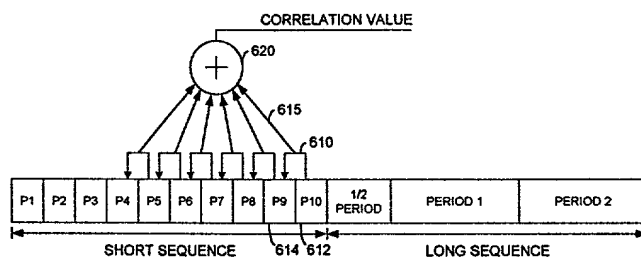 CORRELATION VALUE
620
615
610
P1 P2 P3 P4 P5 P6 P7 P8 P9 P10 1/2 PERIOD PERIOD 1 PERIOD 2
SHORT SEQUENCE 614 612 LONG SEQUENCE